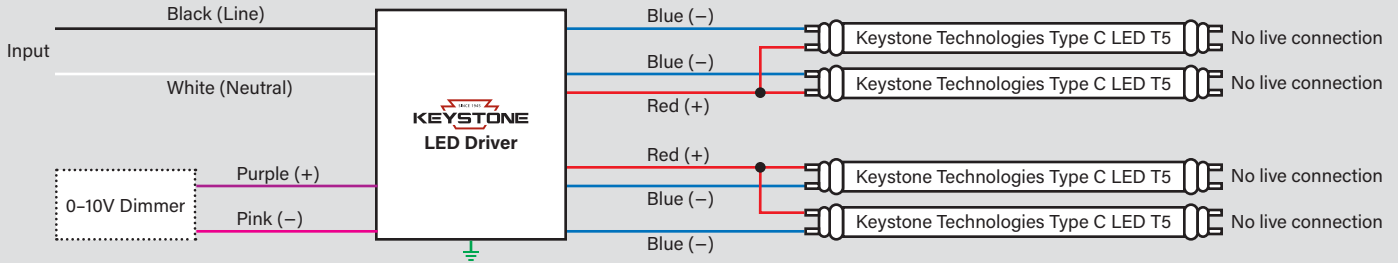 Input
Black (Line)
White (Neutral)
0–10V Dimmer
Purple (+)
Pink (−)
SINCE 1945
KEYSTONE
LED Driver
Blue (−)
Blue (−)
Red (+)
Red (+)
Blue (−)
Blue (−)
Keystone Technologies Type C LED T5
No live connection
Keystone Technologies Type C LED T5
No live connection
Keystone Technologies Type C LED T5
No live connection
Keystone Technologies Type C LED T5
No live connection